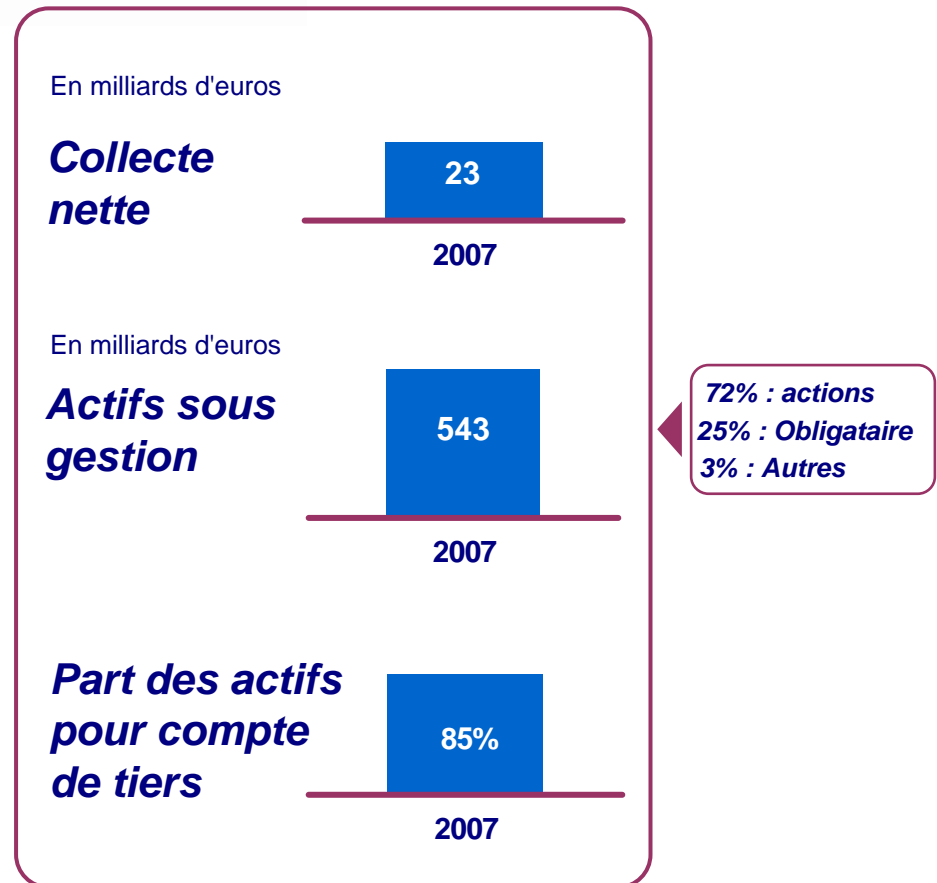 En milliards d'euros
Collecte
nette
23
2007
En milliards d'euros
Actifs sous
gestion
543
2007
72% : actions
25% : Obligataire
3% : Autres
Part des actifs
pour compte
de tiers
85%
2007